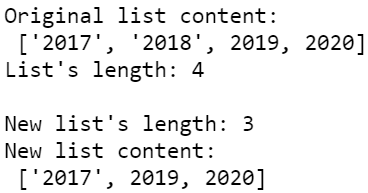 Original list content:
 ['2017', '2018', 2019, 2020]
List's length: 4

New list's length: 3
New list content:
 ['2017', 2019, 2020]